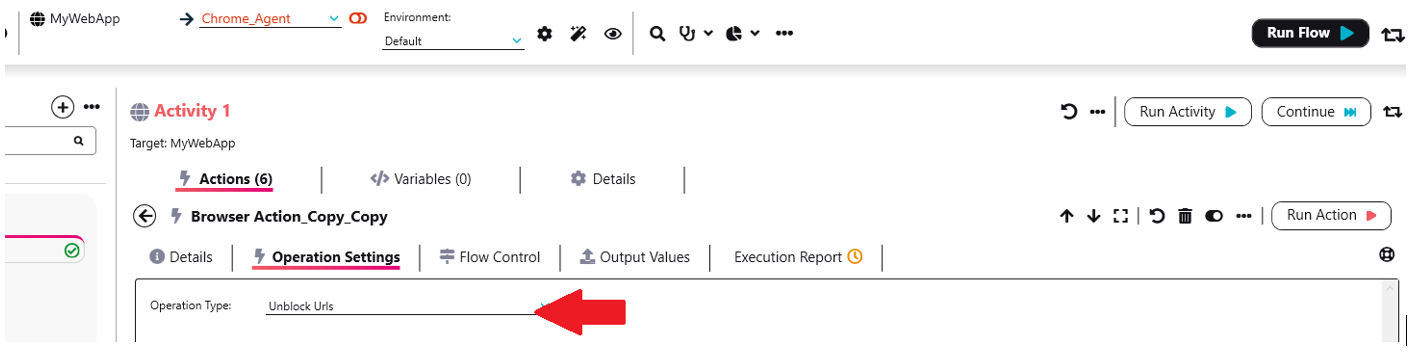 MyWebApp Chrome_Agent Environment:
Default
Run Flow
Activity 1
Run Activity Continue
Target: MyWebApp
Actions (6) Variables (0) Details
Browser Action_Copy_Copy
Run Action
Details Operation Settings Flow Control Output Values Execution Report
Operation Type: Unblock Urls